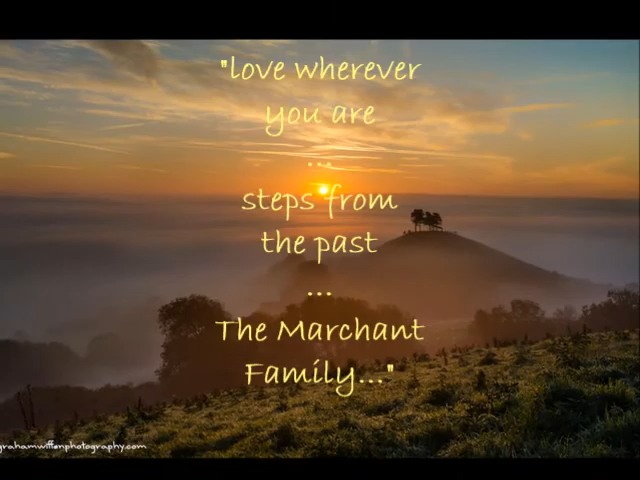 "love wherever
you are
...
steps from
the past
...
The Marchant
Family..."
grahamwiffenphotography.com